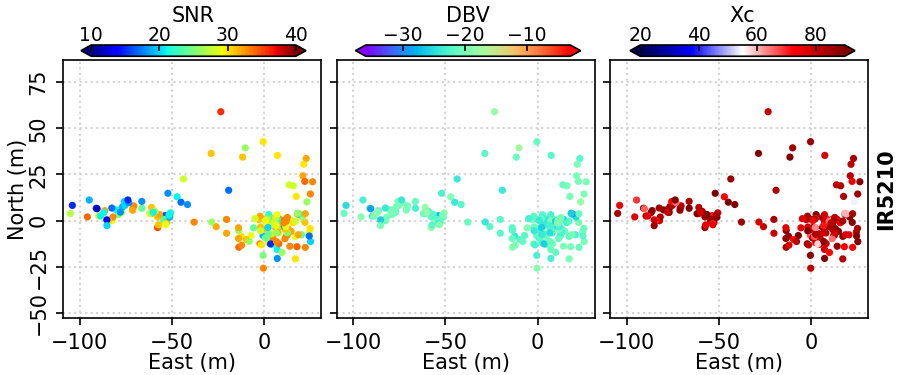 SNR DBV Xc
10 20 30 40 −30 −20 −10 20 40 60 80
75
50
25
0
−25
−50
North (m)
IR5210
−100 −50 0 −100 −50 0 −100 −50 0
East (m) East (m) East (m)